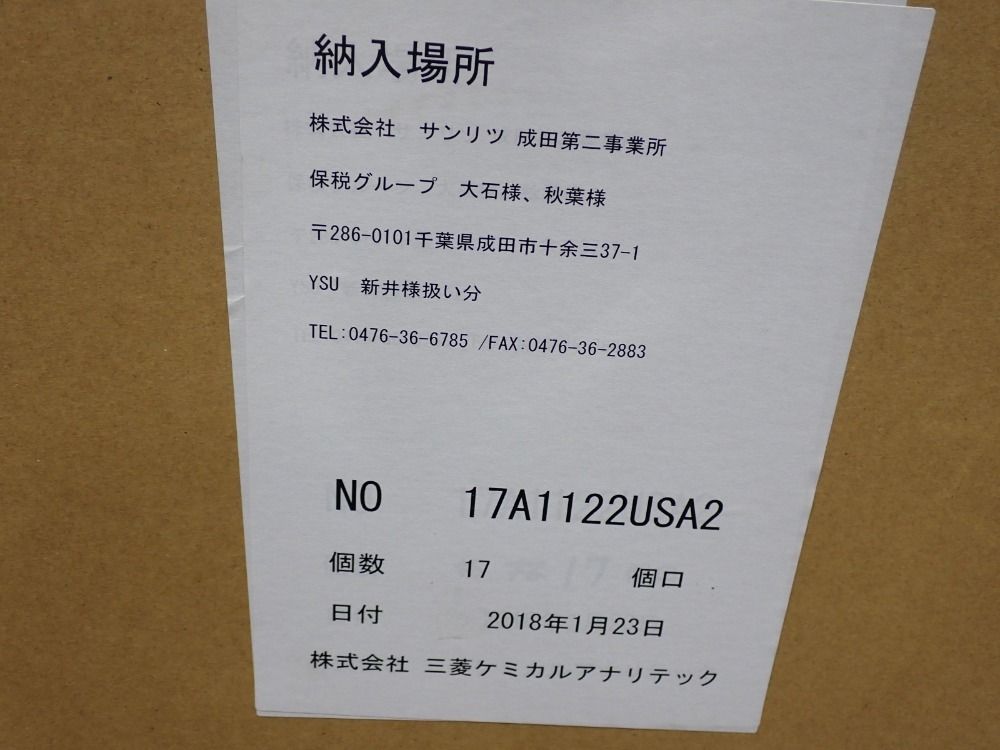 納入場所
株式会社　サンリツ 成田第二事業所
保税グループ　大石様、秋葉様
〒286-0101千葉県成田市十余三37-1
YSU　新井様扱い分
TEL:0476-36-6785 /FAX:0476-36-2883
NO 17A1122USA2
個数 17 個口
日付 2018年1月23日
株式会社 三菱ケミカルアナリテック